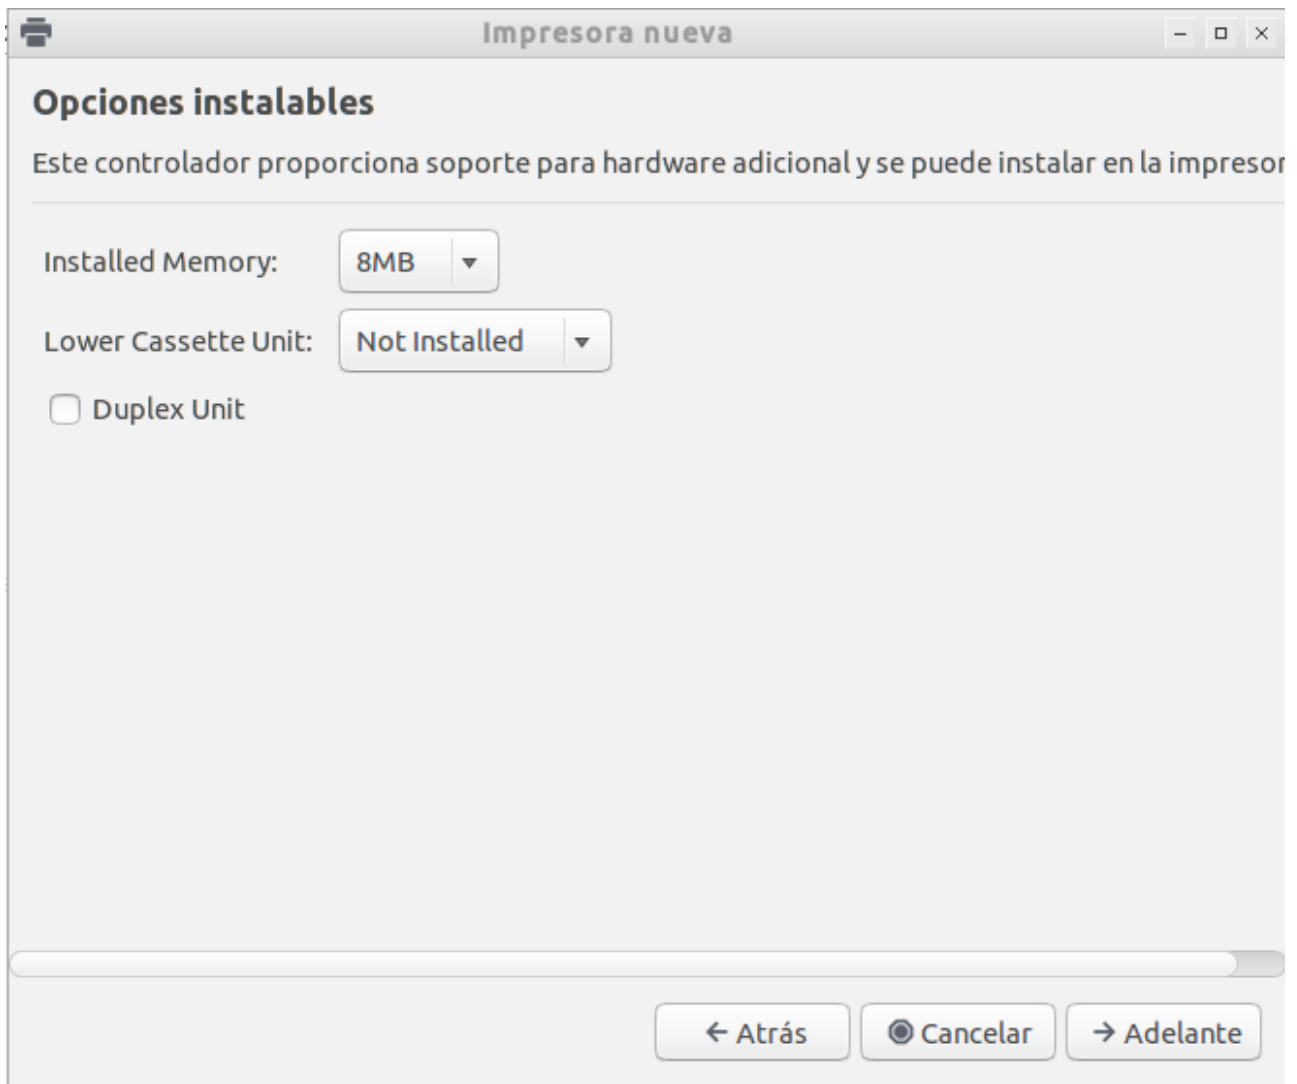 Impresora nueva
Opciones instalables
Este controlador proporciona soporte para hardware adicional y se puede instalar en la impresor
Installed Memory: 8MB
Lower Cassette Unit: Not Installed
Duplex Unit
Atrás Cancelar Adelante